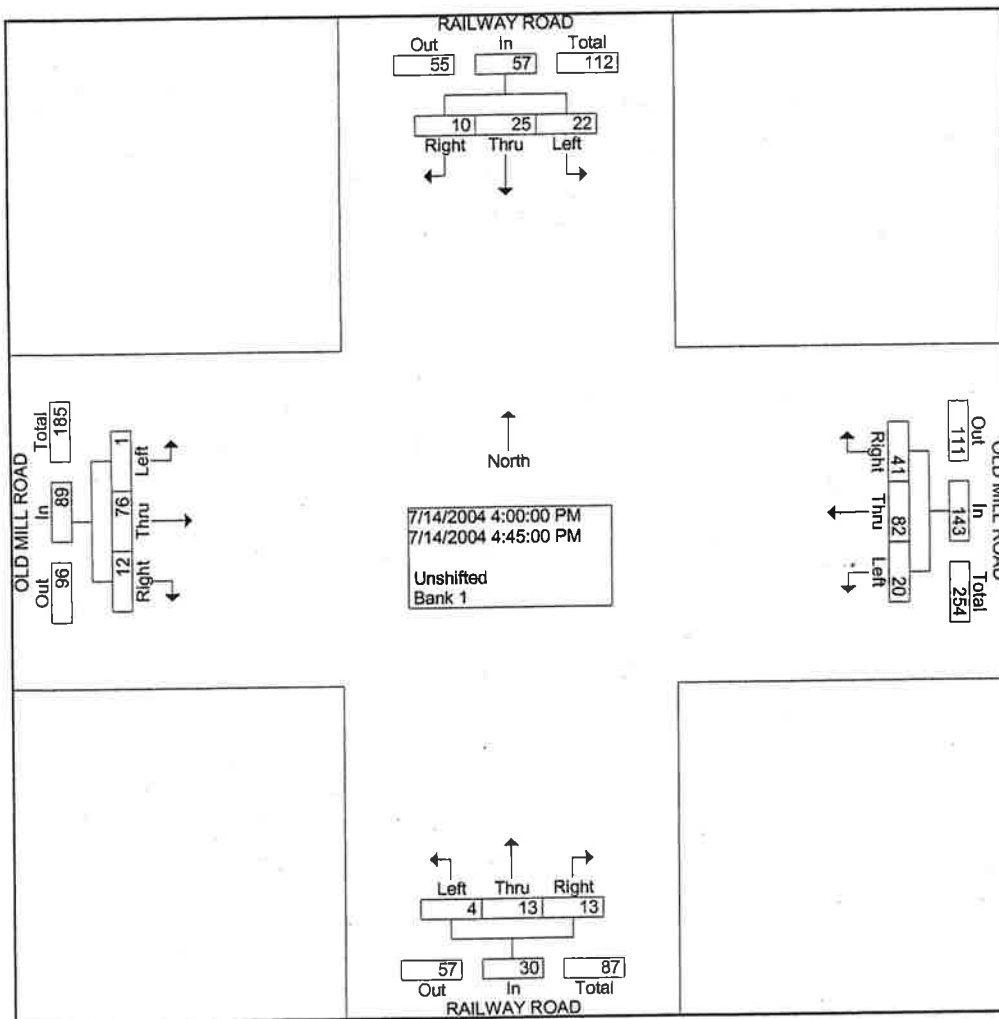 RAILWAY ROAD
Out In Total
55 57 112
10 25 22
Right Thru Left
OLD MILL ROAD
Total In Out
185 89 96
1 76 12
Left Thru Right
North
7/14/2004 4:00:00 PM
7/14/2004 4:45:00 PM
Unshifted
Bank 1
Right Thru Left
41 82 20
Out In Total
111 143 254
OLD MILL ROAD
Left Thru Right
4 13 13
57 30 87
Out In Total
RAILWAY ROAD